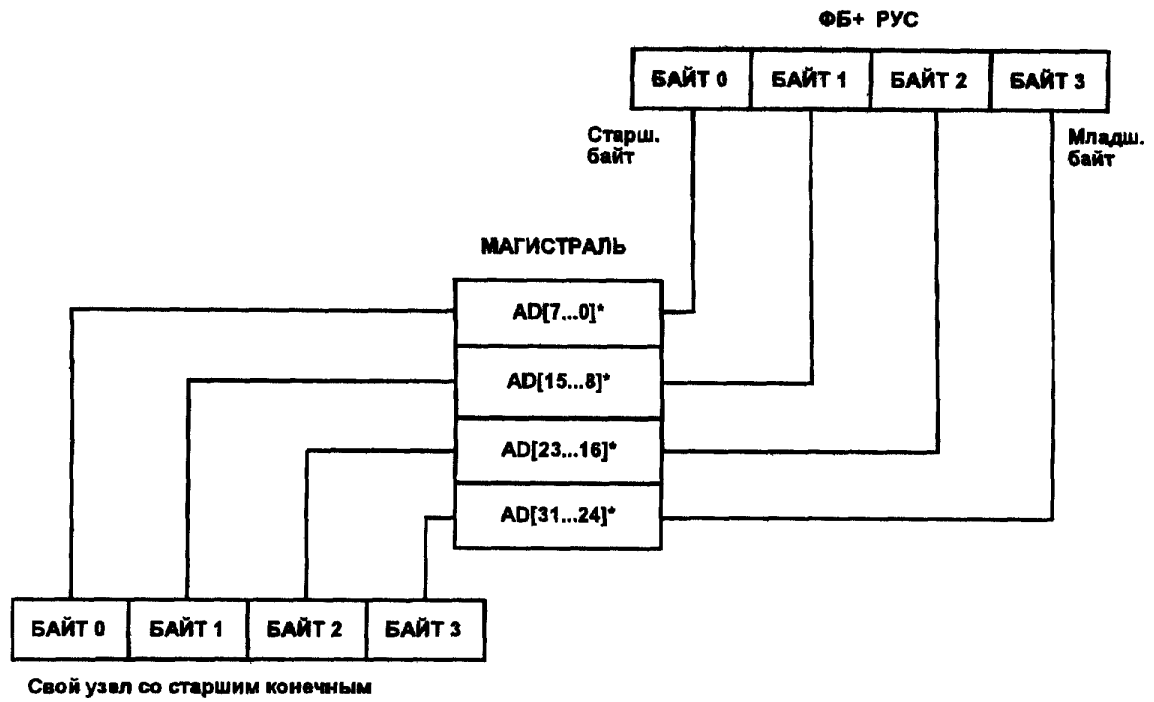 ФБ+ РУС
БАЙТ 0 БАЙТ 1 БАЙТ 2 БАЙТ 3
Старш.
байт
Младш.
байт
МАГИСТРАЛЬ
AD[7...0]*
AD[15...8]*
AD[23...16]*
AD[31...24]*
БАЙТ 0 БАЙТ 1 БАЙТ 2 БАЙТ 3
Свой узел со старшим конечным